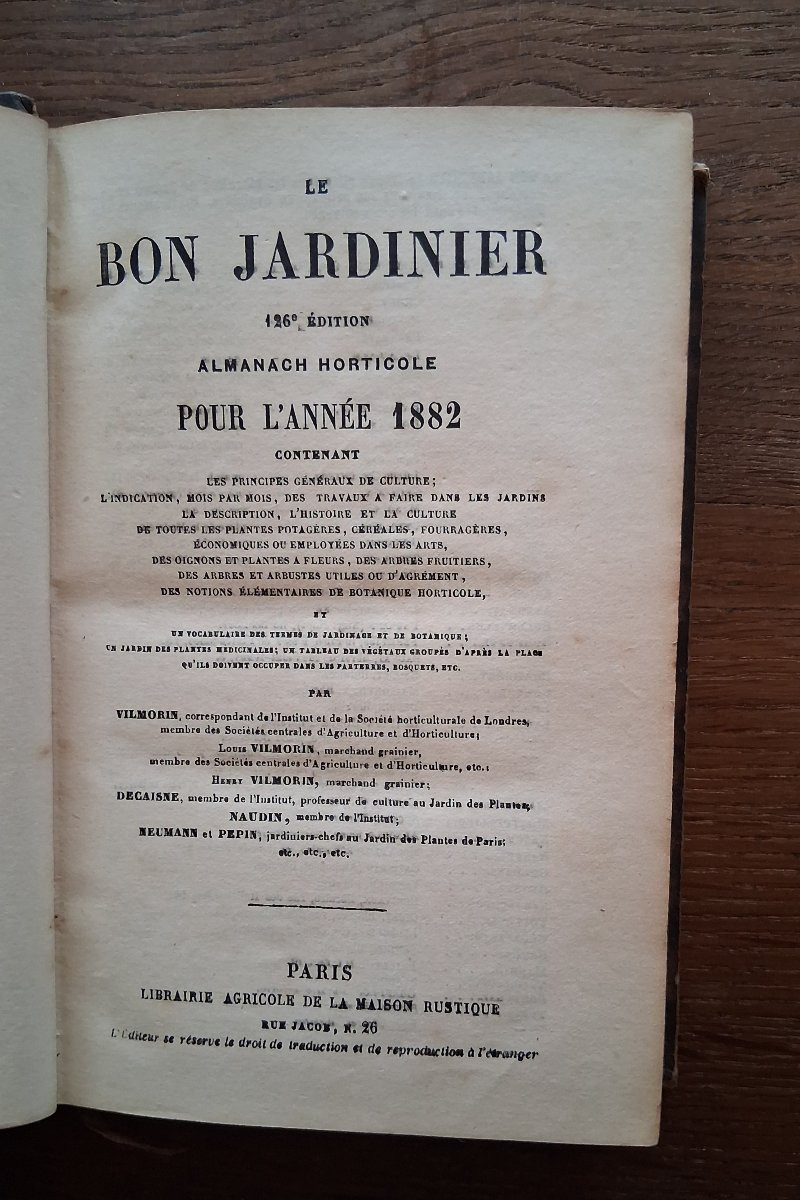 LE
BON JARDINIER
126e ÉDITION
ALMANACH HORTICOLE
POUR L'ANNÉE 1882
CONTENANT
LES PRINCIPES GÉNÉRAUX DE CULTURE;
L'INDICATION, MOIS PAR MOIS, DES TRAVAUX A FAIRE DANS LES JARDINS
LA DESCRIPTION, L'HISTOIRE ET LA CULTURE
DE TOUTES LES PLANTES POTAGÈRES, CÉRÉALES, FOURRAGÈRES,
ÉCONOMIQUES OU EMPLOYÉES DANS LES ARTS,
DES OIGNONS ET PLANTES A FLEURS, DES ARBRES FRUITIERS,
DES ARBRES ET ARBUSTES UTILES OU D'AGRÉMENT,
DES NOTIONS ÉLÉMENTAIRES DE BOTANIQUE HORTICOLE,
ET
UN VOCABULAIRE DES TERMES DE JARDINAGE ET DE BOTANIQUE;
UN JARDIN DES PLANTES MEDICINALES; UN TABLEAU DES VÉGÉTAUX GROUPÉS D'APRÈS LA PLACE
QU'ILS DOIVENT OCCUPER DANS LES PARTERRES, BOSQUETS, ETC.
PAR
VILMORIN, correspondant de l'Institut et de la Société horticulturale de Londres,
membre des Sociétés centrales d'Agriculture et d'Horticulture;
LOUIS VILMORIN, marchand grainier,
membre des Sociétés centrales d'Agriculture et d'Horticulture, etc.;
HENRY VILMORIN, marchand grainier;
DECAISNE, membre de l'Institut, professeur de culture au Jardin des Plantes;
NAUDIN, membre de l'Institut;
NEUMANN et PEPIN, jardiniers-chefs au Jardin des Plantes de Paris;
etc., etc., etc.
PARIS
LIBRAIRIE AGRICOLE DE LA MAISON RUSTIQUE
RUE JACOB, N. 26
L'Éditeur se réserve le droit de traduction et de reproduction à l'étranger